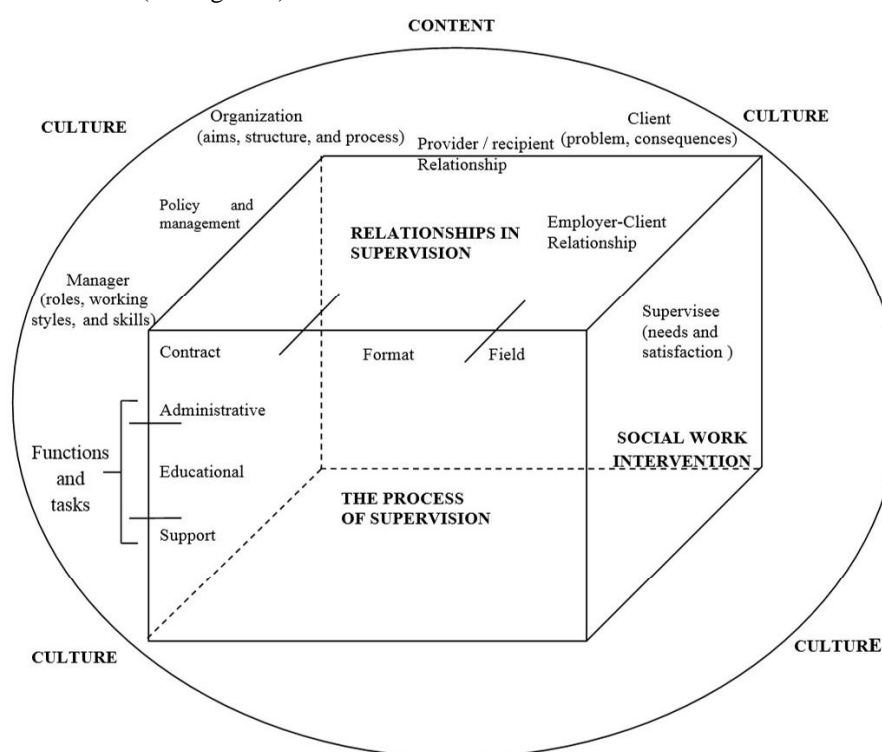 CONTENT
Organization
(aims, structure, and process)
Client
(problem, consequences)
CULTURE
CULTURE
Provider / recipient
Relationship
Policy and
management
RELATIONSHIPS IN
SUPERVISION
Employer-Client
Relationship
Manager
(roles, working
styles, and skills)
Supervisee
(needs and
satisfaction )
Contract
Format
Field
Administrative
Functions
and
tasks
Educational
Support
SOCIAL WORK
INTERVENTION
THE PROCESS
OF SUPERVISION
CULTURE
CULTURE